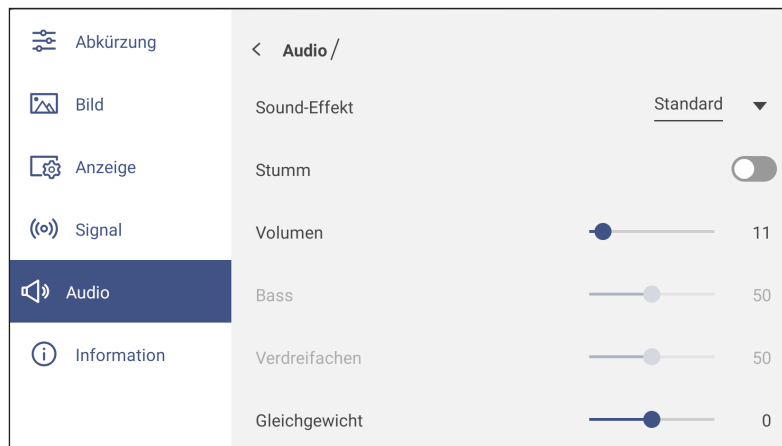 Abkürzung
Bild
Anzeige
Signal
Audio
Information
< Audio /
Sound-Effekt Standard
Stumm
Volumen 11
Bass 50
Verdreifachen 50
Gleichgewicht 0